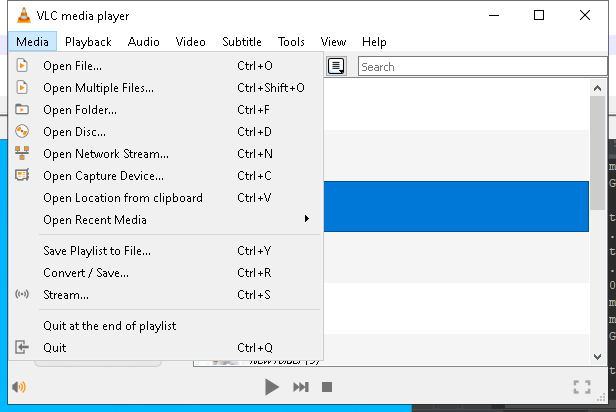 VLC media player
Media Playback Audio Video Subtitle Tools View Help
Open File... Ctrl+O
Open Multiple Files... Ctrl+Shift+O
Open Folder... Ctrl+F
Open Disc... Ctrl+D
Open Network Stream... Ctrl+N
Open Capture Device... Ctrl+C
Open Location from clipboard Ctrl+V
Open Recent Media
Save Playlist to File... Ctrl+Y
Convert / Save... Ctrl+R
Stream... Ctrl+S
Quit at the end of playlist
Quit Ctrl+Q
Search